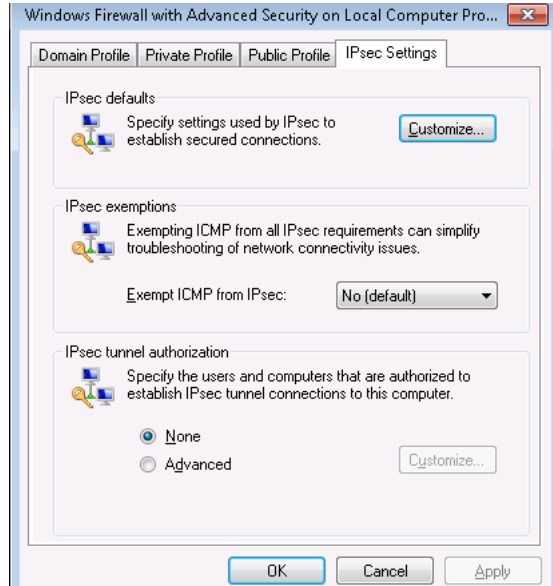 Windows Firewall with Advanced Security on Local Computer Pro...
Domain Profile Private Profile Public Profile IPsec Settings
IPsec defaults
Specify settings used by IPsec to
establish secured connections.
Customize...
IPsec exemptions
Exempting ICMP from all IPsec requirements can simplify
troubleshooting of network connectivity issues.
Exempt ICMP from IPsec: No (default)
IPsec tunnel authorization
Specify the users and computers that are authorized to
establish IPsec tunnel connections to this computer.
None
Advanced Customize...
OK Cancel Apply